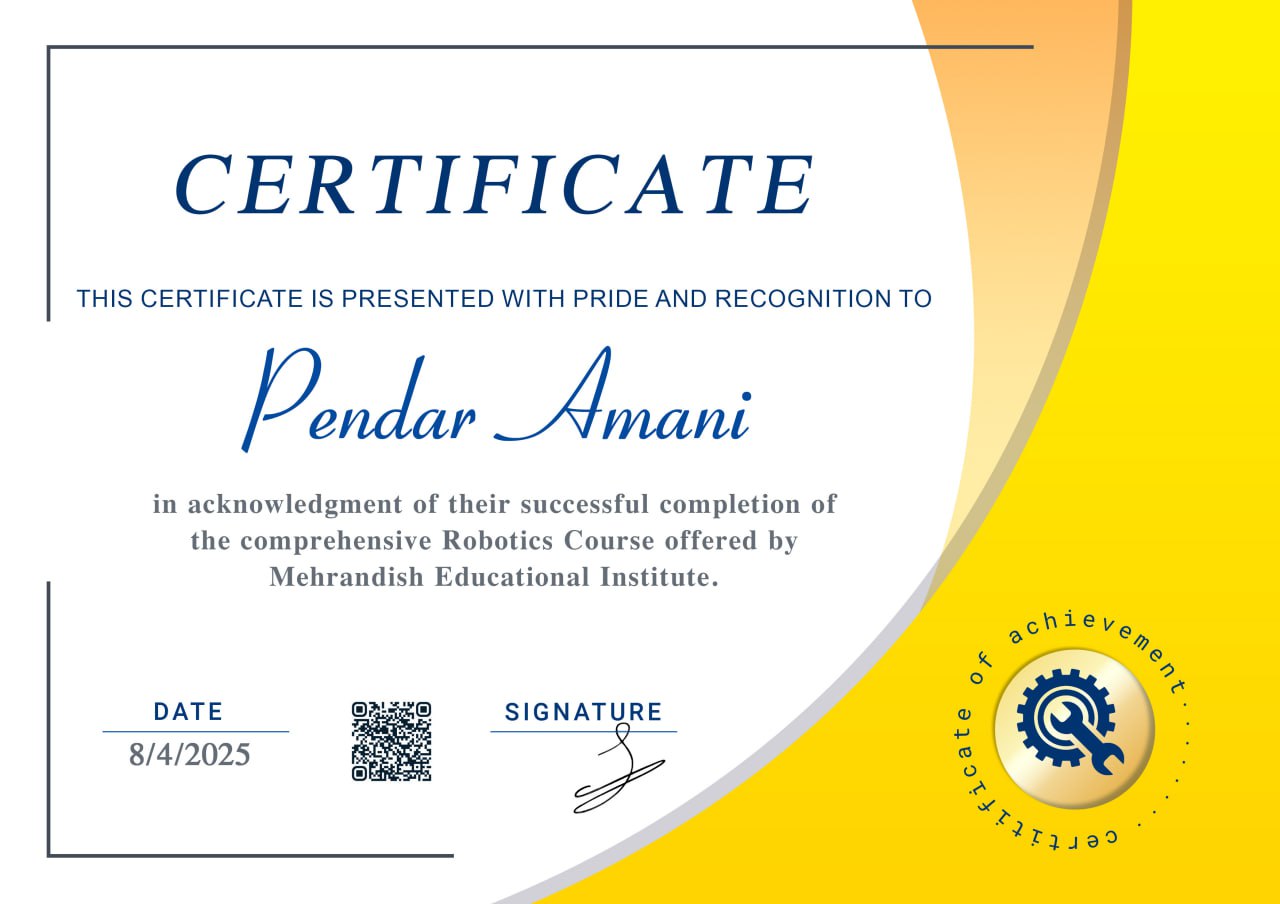 CERTIFICATE
THIS CERTIFICATE IS PRESENTED WITH PRIDE AND RECOGNITION TO
Pendar Amani
in acknowledgment of their successful completion of
the comprehensive Robotics Course offered by
Mehrandish Educational Institute.
DATE
8/4/2025
SIGNATURE
certificate of achievement.........